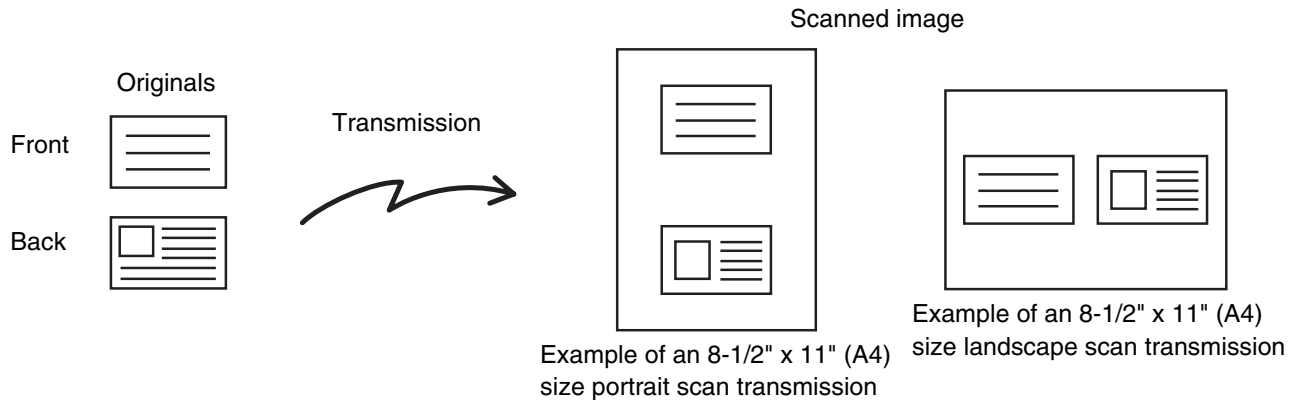 Scanned image
Originals
Front
Back
Transmission
Example of an 8-1/2" x 11" (A4)
size portrait scan transmission
Example of an 8-1/2" x 11" (A4)
size landscape scan transmission